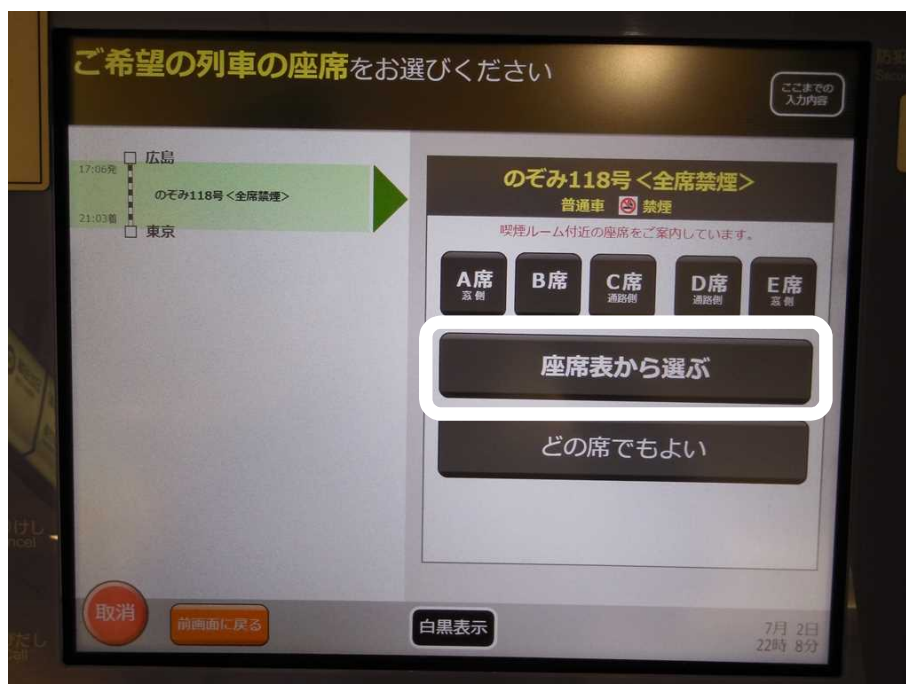 ご希望の列車の座席をお選びください
ここまでの
入力内容
広島
17:06発
のぞみ118号<全席禁煙>
21:03着
東京
のぞみ118号<全席禁煙>
普通車 禁煙
喫煙ルーム付近の座席をご案内しています。
A席
窓側
B席
C席
通路側
D席
通路側
E席
窓側
座席表から選ぶ
どの席でもよい
取消
前画面に戻る
白黒表示
7月 2日
22時 8分